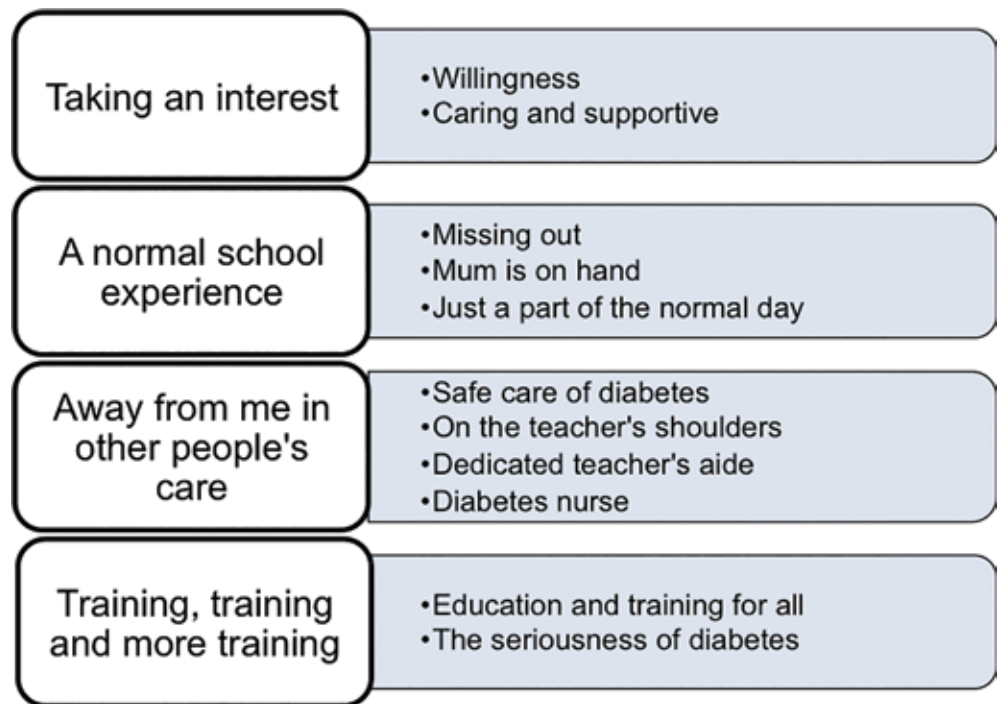 Taking an interest
•Willingness
•Caring and supportive
A normal school
experience
•Missing out
•Mum is on hand
•Just a part of the normal day
Away from me in
other people's
care
•Safe care of diabetes
•On the teacher's shoulders
•Dedicated teacher's aide
•Diabetes nurse
Training, training
and more training
•Education and training for all
•The seriousness of diabetes